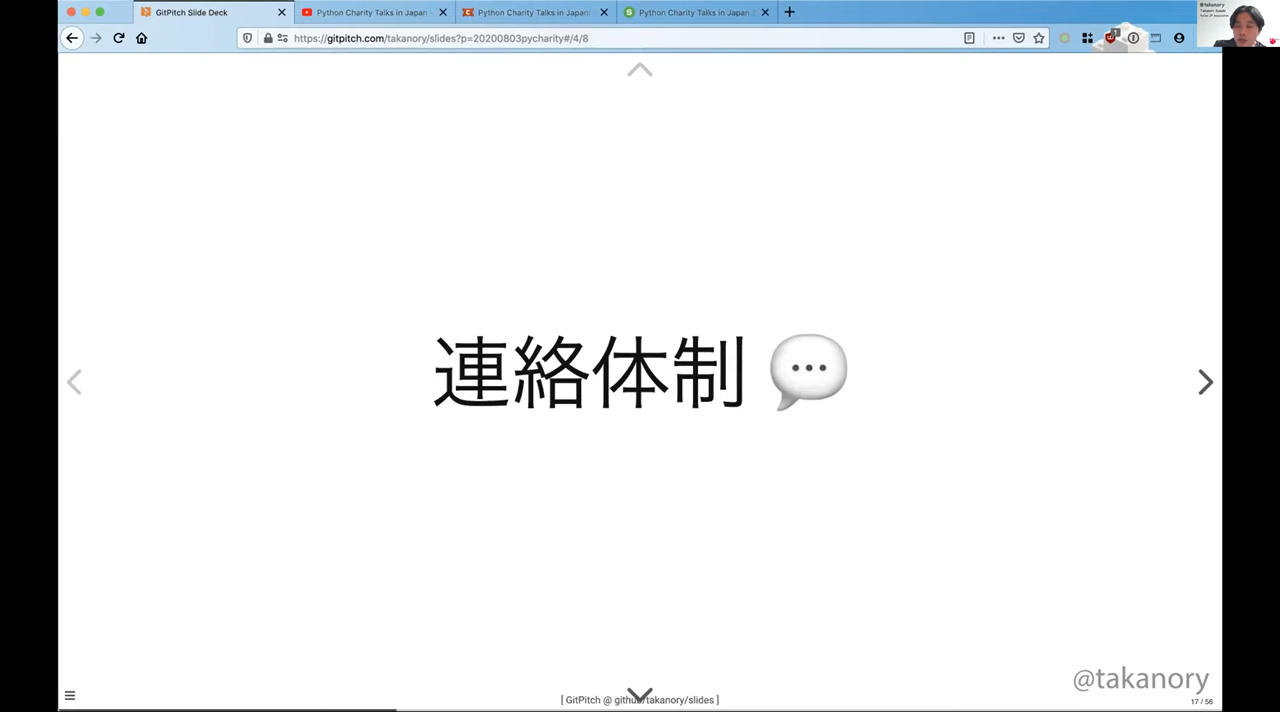 GitPitch Slide Deck
Python Charity Talks in Japan
Python Charity Talks in Japan:
Python Charity Talks in Japan
https://gitpitch.com/takanory/slides?p=20200803pycharity#/4/8
@takanory
連絡体制
@takanory
[ GitPitch @ github/takanory/slides ]
17 / 56